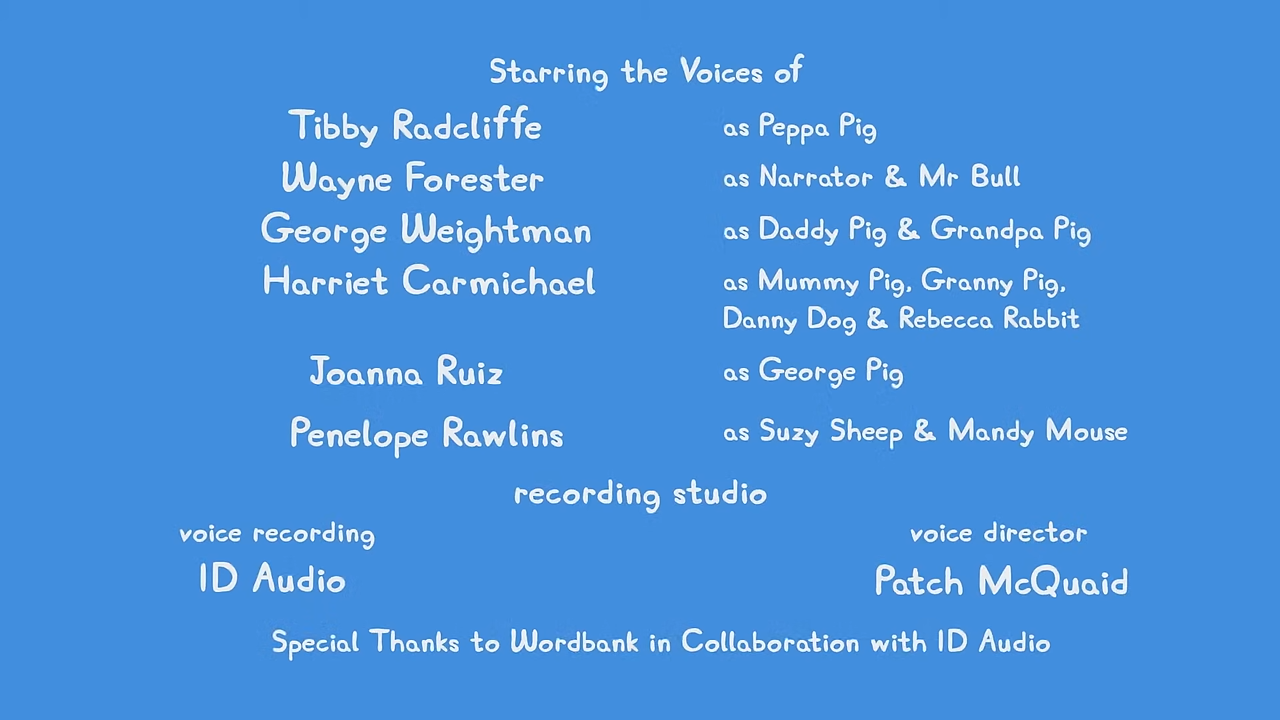 Starring the Voices of
Tibby Radcliffe as Peppa Pig
Wayne Forester as Narrator & Mr Bull
George Weightman as Daddy Pig & Grandpa Pig
Harriet Carmichael as Mummy Pig, Granny Pig,
Danny Dog & Rebecca Rabbit
Joanna Ruiz as George Pig
Penelope Rawlins as Suzy Sheep & Mandy Mouse
recording studio
voice recording voice director
ID Audio Patch McQuaid
Special Thanks to Wordbank in Collaboration with ID Audio